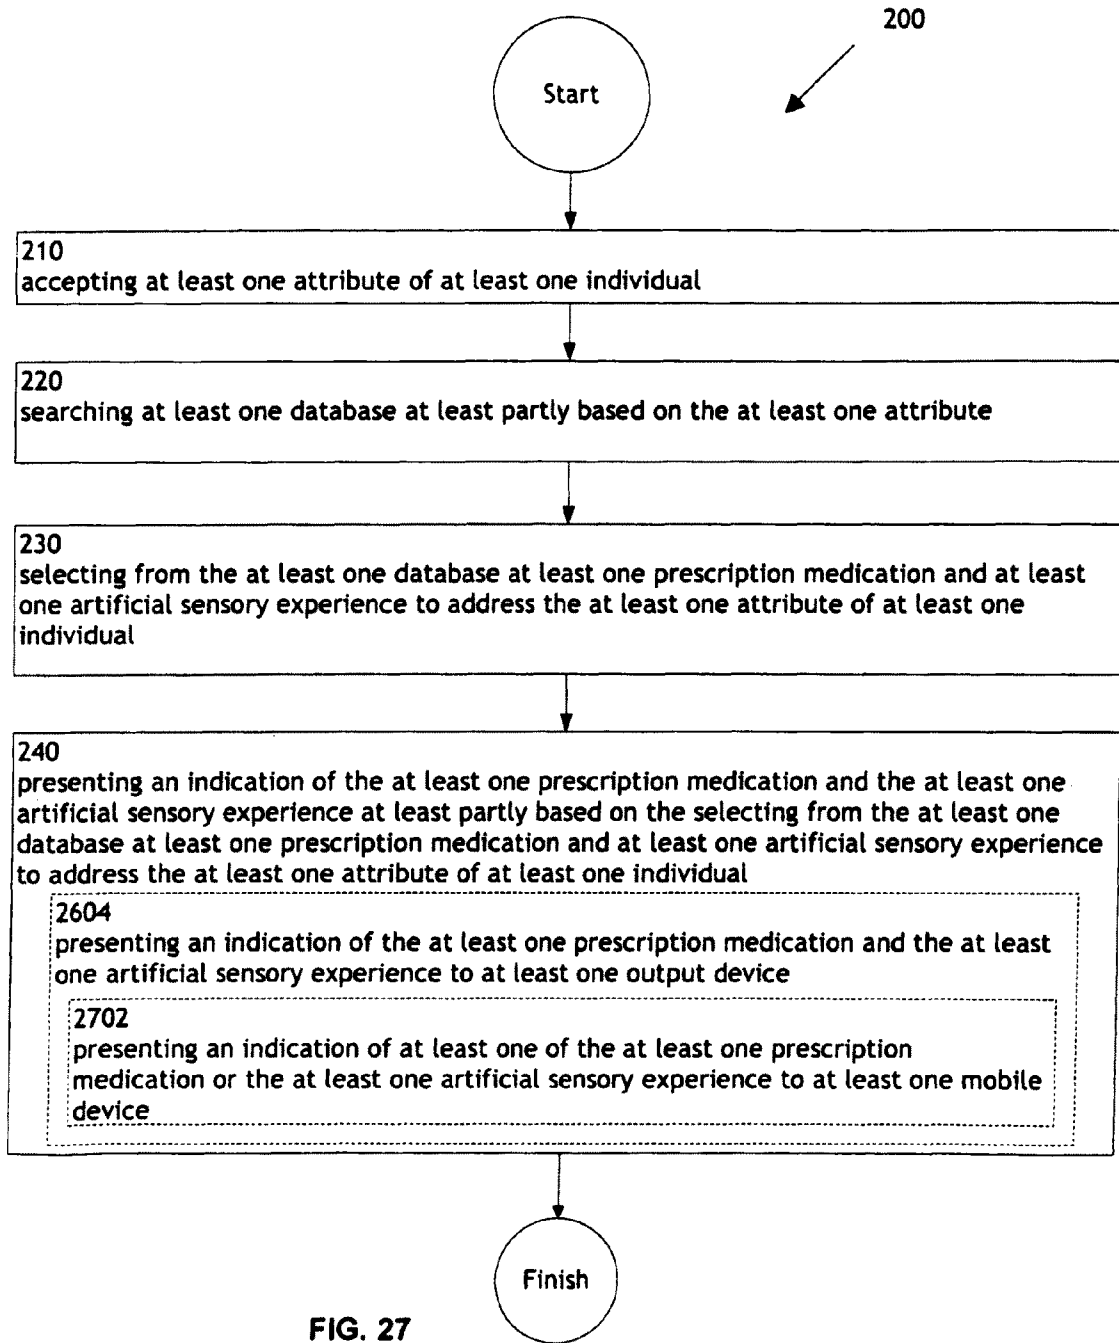 200
Start
210
accepting at least one attribute of at least one individual
220
searching at least one database at least partly based on the at least one attribute
230
selecting from the at least one database at least one prescription medication and at least
one artificial sensory experience to address the at least one attribute of at least one
individual
240
presenting an indication of the at least one prescription medication and the at least one
artificial sensory experience at least partly based on the selecting from the at least one
database at least one prescription medication and at least one artificial sensory experience
to address the at least one attribute of at least one individual
2604
presenting an indication of the at least one prescription medication and the at least
one artificial sensory experience to at least one output device
2702
presenting an indication of at least one of the at least one prescription
medication or the at least one artificial sensory experience to at least one mobile
device
Finish
FIG. 27